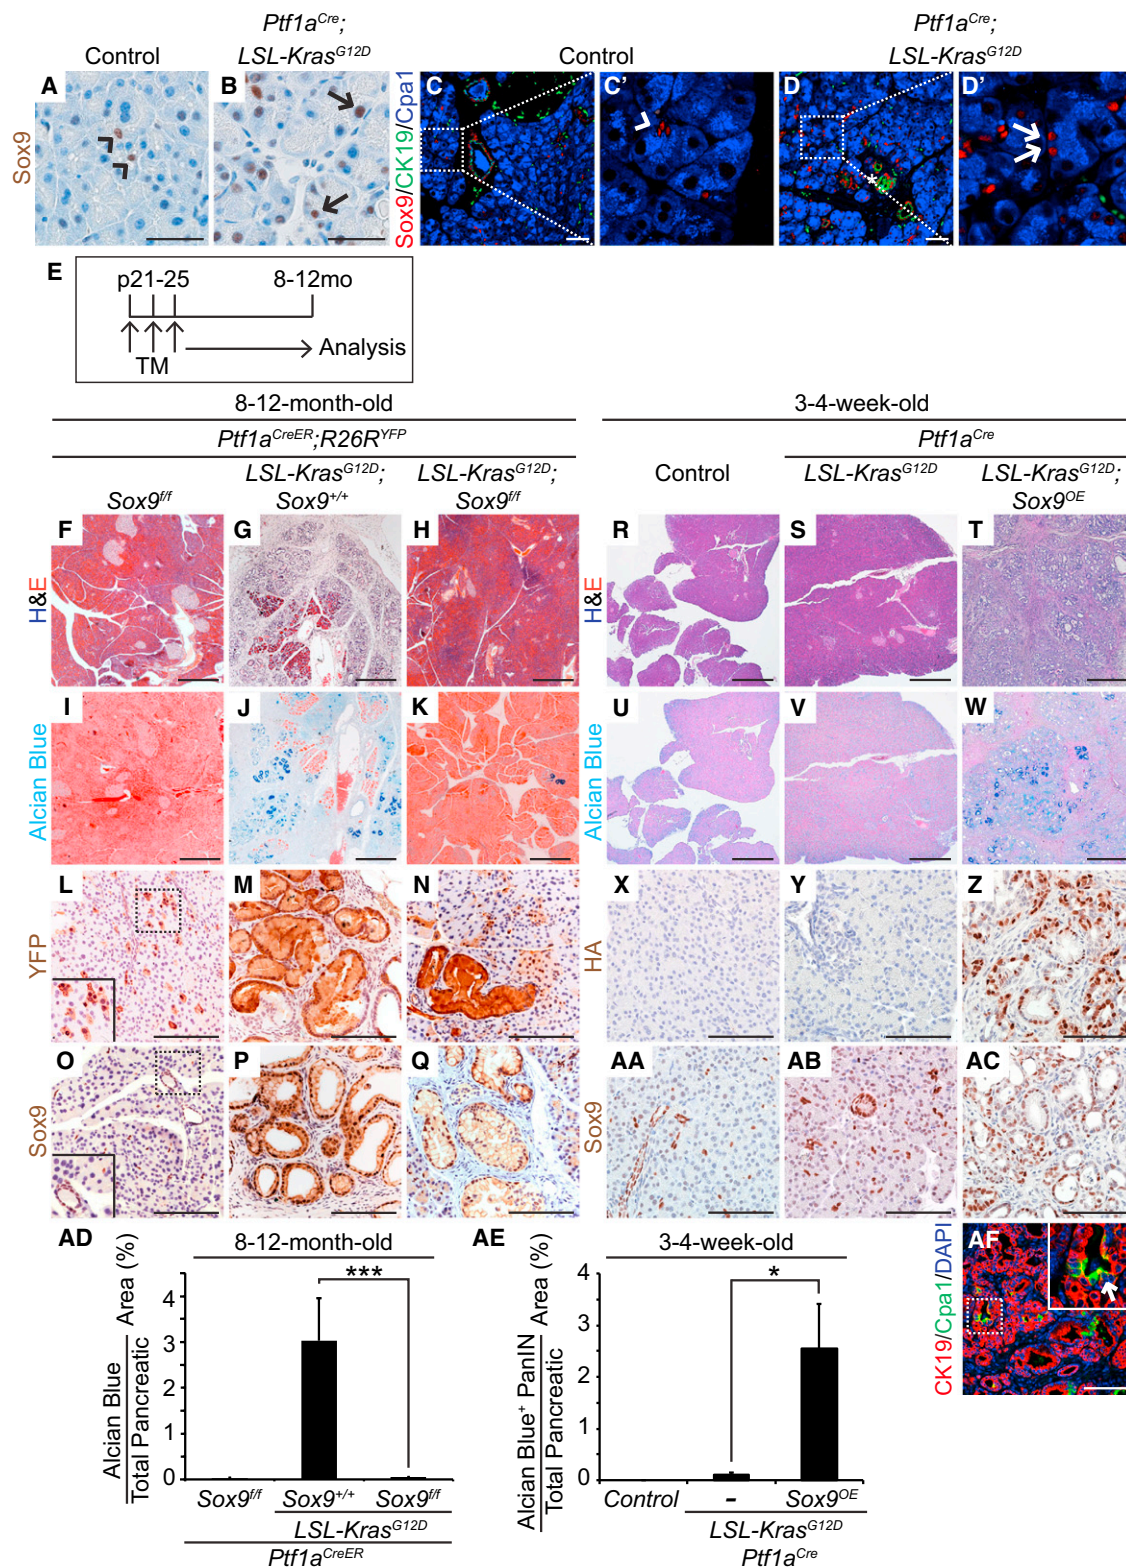 Ptf1aCre;
LSL-KrasG12D
Control
Ptf1aCre;
LSL-KrasG12D
Control
Sox9
A
B
Sox9/CK19/Cpa1
C
C'
D
*
D'
E
p21-25
8-12mo
TM
Analysis
8-12-month-old
Ptf1aCreER;R26RYFP
Sox9f/f
LSL-KrasG12D;
Sox9+/+
LSL-KrasG12D;
Sox9f/f
3-4-week-old
Ptf1aCre
Control
LSL-KrasG12D
LSL-KrasG12D;
Sox9OE
H&E
F
G
H
H&E
R
S
T
Alcian Blue
I
J
K
Alcian Blue
U
V
W
YFP
L
M
N
HA
X
Y
Z
Sox9
O
P
Q
Sox9
AA
AB
AC
AD
8-12-month-old
Alcian Blue
Total Pancreatic
Area (%)
4
3
2
1
0
***
Sox9f/f
Sox9+/+
Sox9f/f
LSL-KrasG12D
Ptf1aCreER
AE
3-4-week-old
Alcian Blue+ PanIN
Total Pancreatic
Area (%)
4
3
2
1
0
*
Control
-
Sox9OE
LSL-KrasG12D
Ptf1aCre
CK19/Cpa1/DAPI
AF